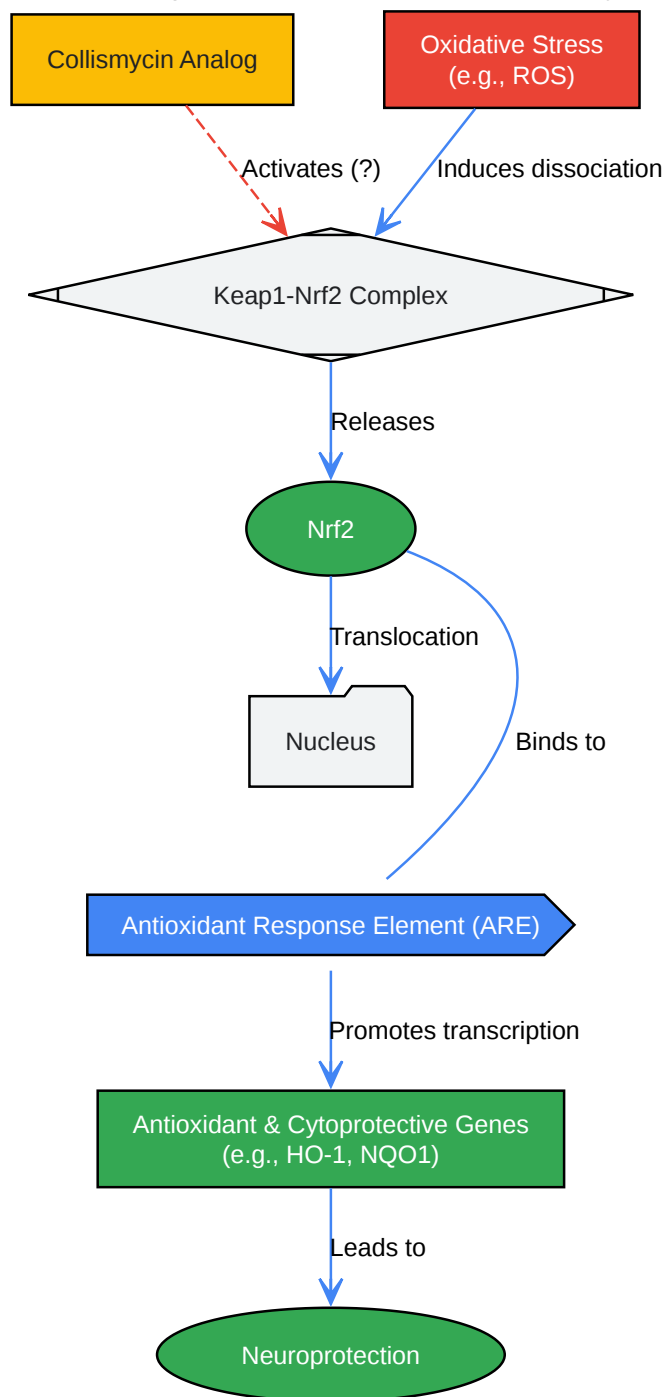 Collismycin Analog
Oxidative Stress
(e.g., ROS)
Activates (?)
Induces dissociation
Keap1-Nrf2 Complex
Releases
Nrf2
Translocation
Nucleus
Binds to
Antioxidant Response Element (ARE)
Promotes transcription
Antioxidant & Cytoprotective Genes
(e.g., HO-1, NQO1)
Leads to
Neuroprotection